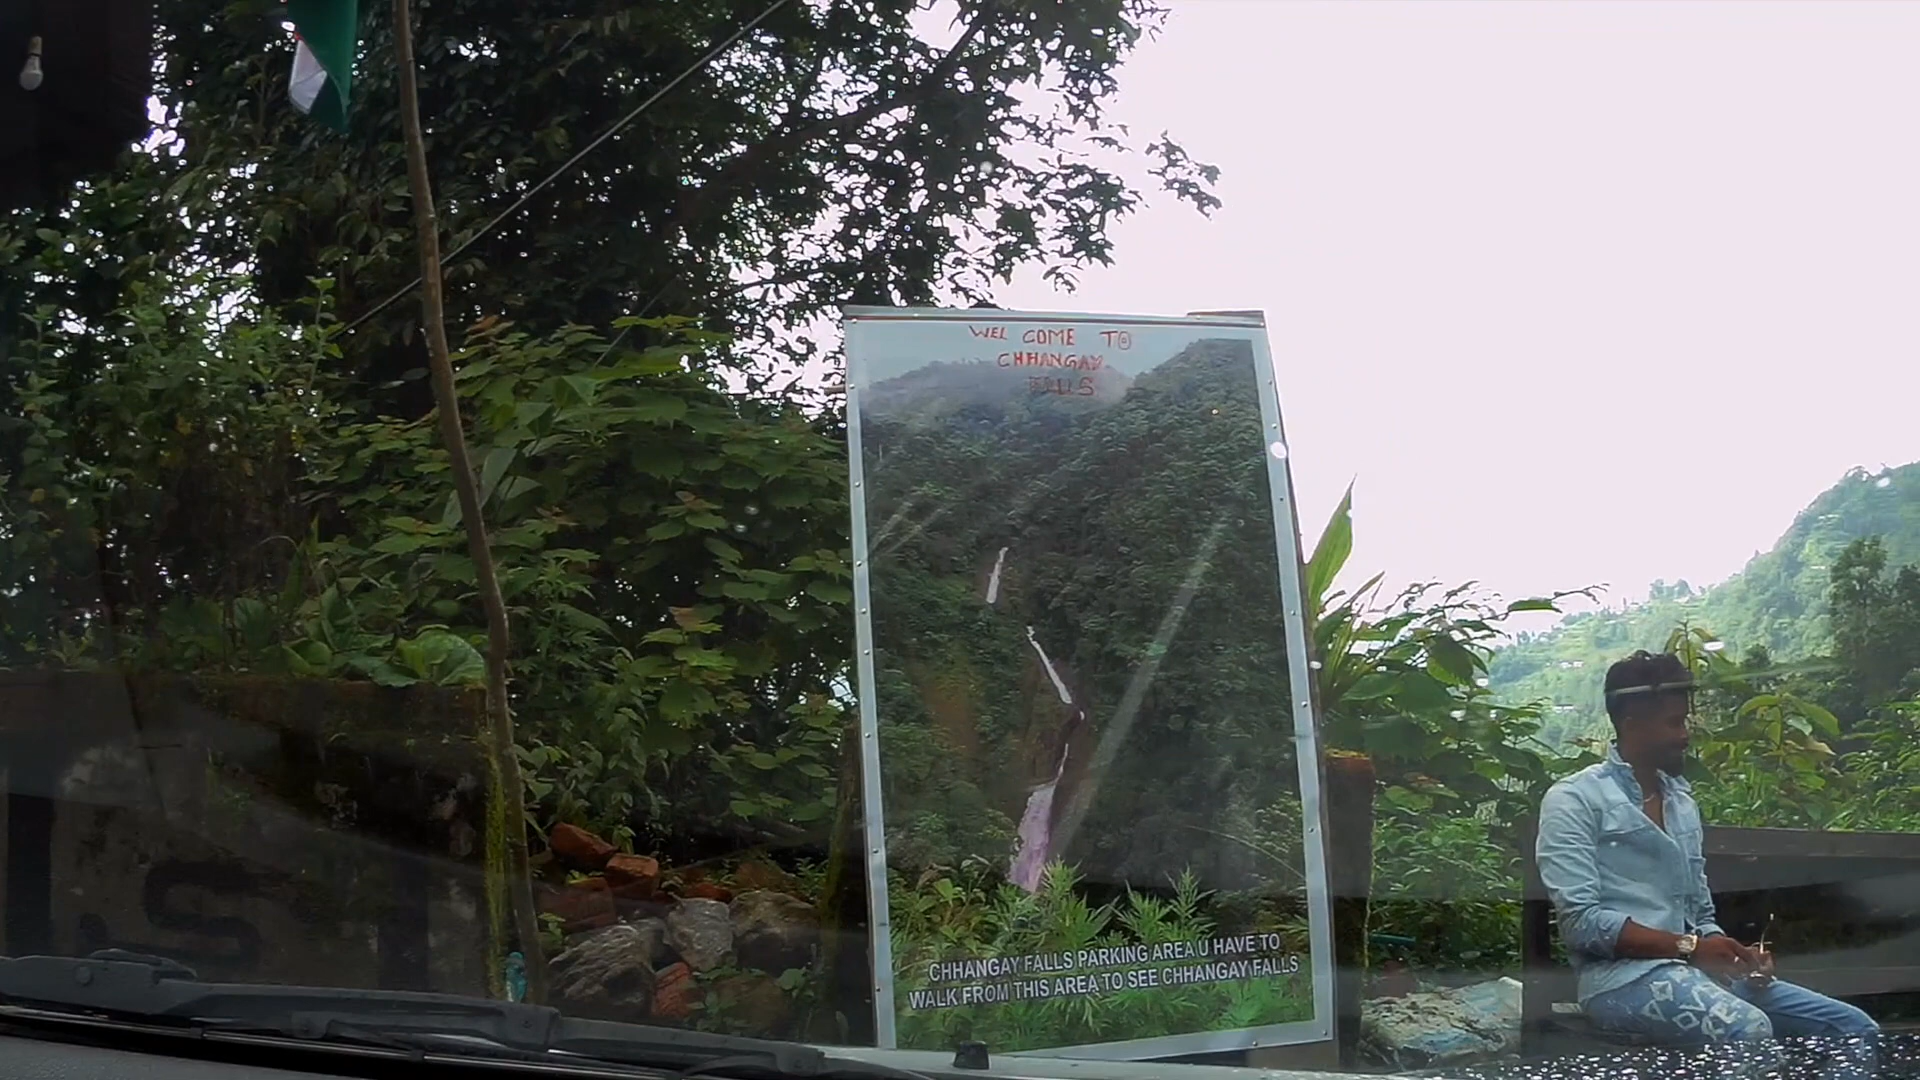 WEL COME TO
CHHANGAY
FALLS
CHHANGAY FALLS PARKING AREA U HAVE TO
WALK FROM THIS AREA TO SEE CHHANGAY FALLS